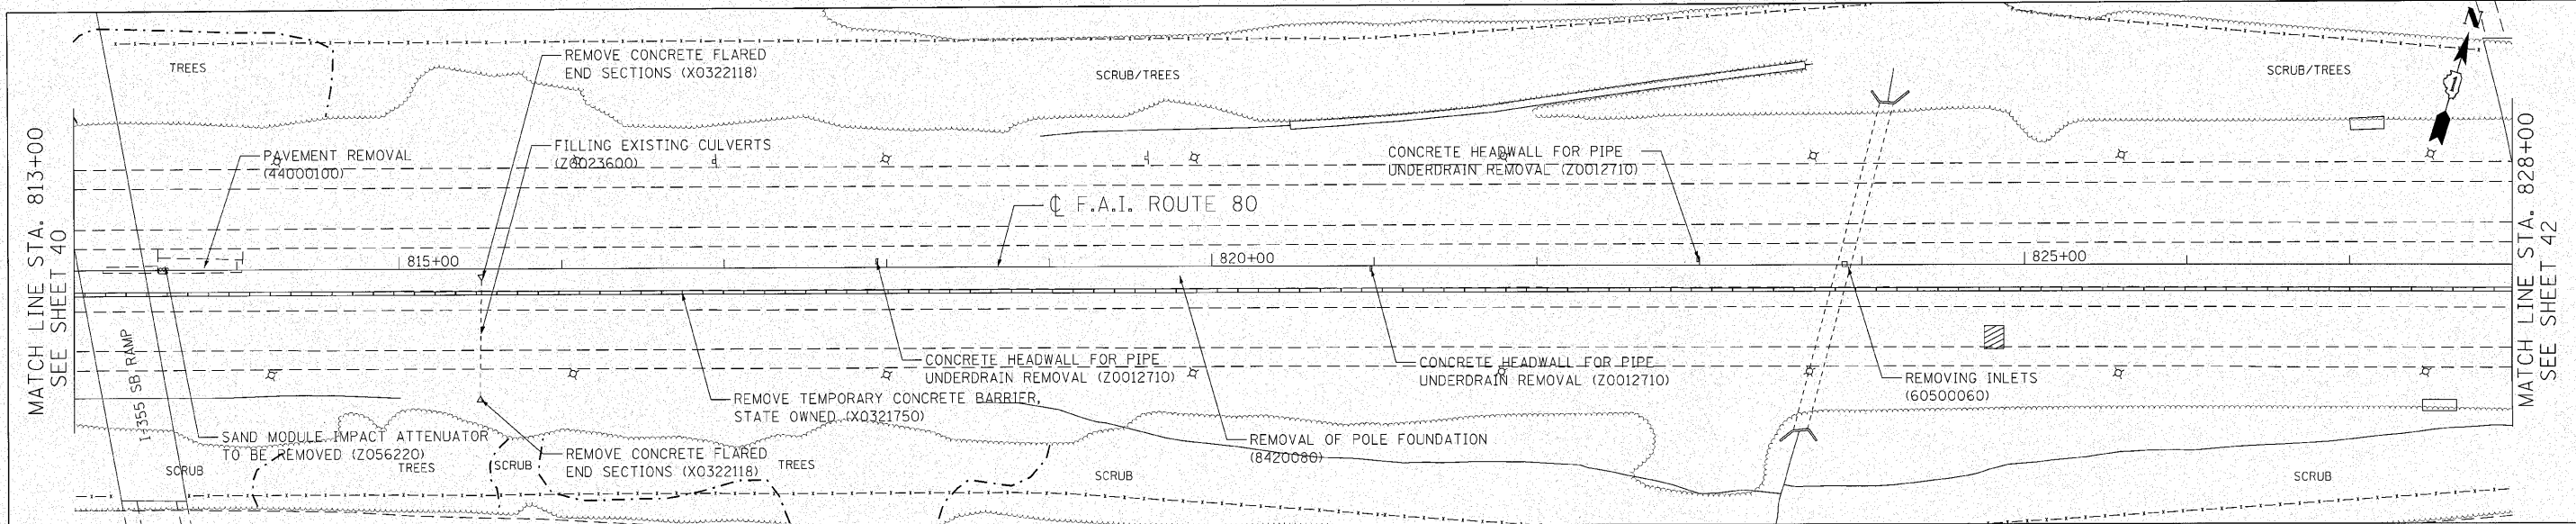 MATCH LINE STA. 813+00
SEE SHEET 40
TREES
REMOVE CONCRETE FLARED
END SECTIONS (X0322118)
SCRUB/TREES
SCRUB/TREES
N
1
PAVEMENT REMOVAL
(44000100)
FILLING EXISTING CULVERTS
(Z0023600)
CONCRETE HEADWALL FOR PIPE
UNDERDRAIN REMOVAL (Z0012710)
℄ F.A.I. ROUTE 80
815+00
820+00
825+00
I-355 SB RAMP
CONCRETE HEADWALL FOR PIPE
UNDERDRAIN REMOVAL (Z0012710)
CONCRETE HEADWALL FOR PIPE
UNDERDRAIN REMOVAL (Z0012710)
REMOVING INLETS
(60500060)
REMOVE TEMPORARY CONCRETE BARRIER,
STATE OWNED (X0321750)
SAND MODULE IMPACT ATTENUATOR
TO BE REMOVED (Z056220)
REMOVAL OF POLE FOUNDATION
(8420080)
REMOVE CONCRETE FLARED
END SECTIONS (X0322118)
SCRUB
TREES
SCRUB
TREES
SCRUB
SCRUB
MATCH LINE STA. 828+00
SEE SHEET 42